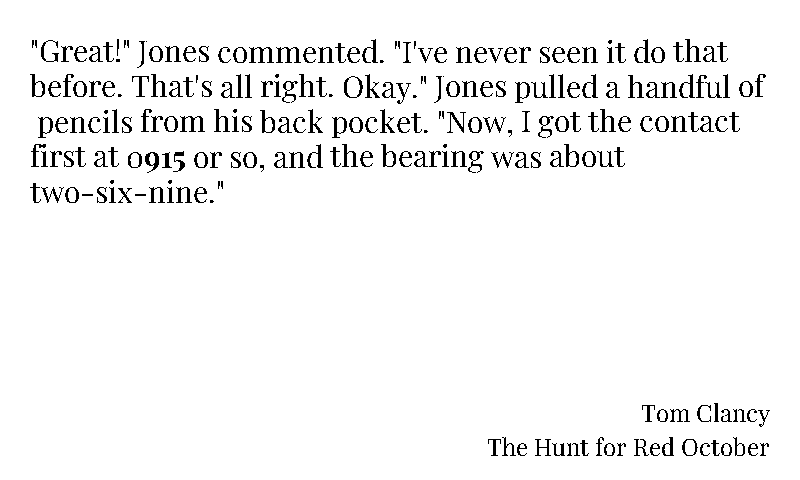 "Great!" Jones commented. "I've never seen it do that
before. That's all right. Okay." Jones pulled a handful of
pencils from his back pocket. "Now, I got the contact
first at 0915 or so, and the bearing was about
two-six-nine."
Tom Clancy
The Hunt for Red October